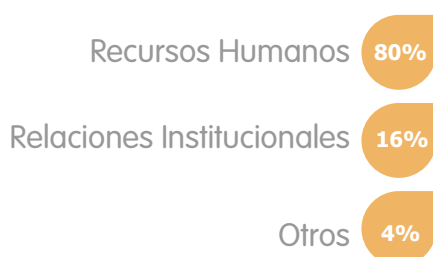 Recursos Humanos 80%
Relaciones Institucionales 16%
Otros 4%